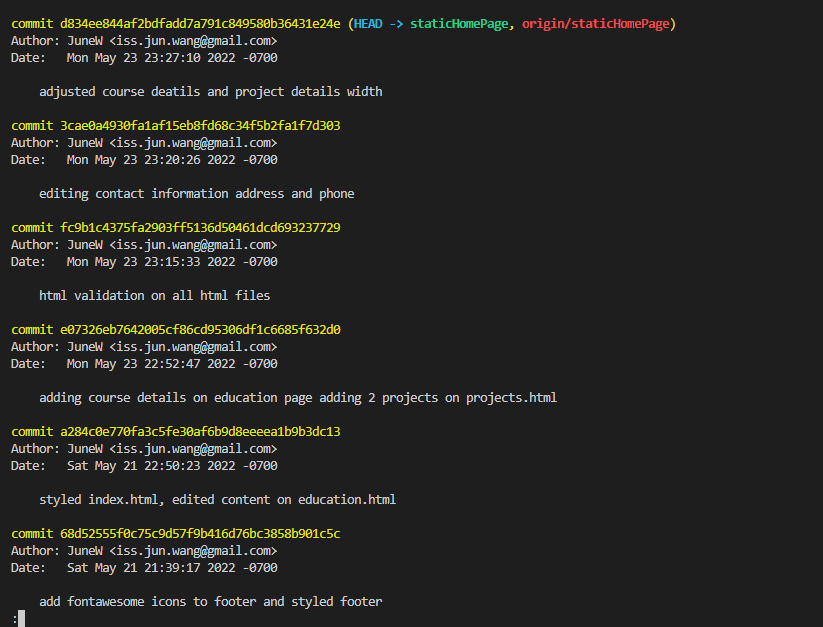 commit d834ee844af2bdfadd7a791c849580b36431e24e (HEAD -> staticHomePage, origin/staticHomePage)
Author: JuneW <iss.jun.wang@gmail.com>
Date:   Mon May 23 23:27:10 2022 -0700
adjusted course deatils and project details width
commit 3cae0a4930fa1af15eb8fd68c34f5b2fa1f7d303
Author: JuneW <iss.jun.wang@gmail.com>
Date:   Mon May 23 23:20:26 2022 -0700
editing contact information address and phone
commit fc9b1c4375fa2903ff5136d50461dcd693237729
Author: JuneW <iss.jun.wang@gmail.com>
Date:   Mon May 23 23:15:33 2022 -0700
html validation on all html files
commit e07326eb7642005cf86cd95306df1c6685f632d0
Author: JuneW <iss.jun.wang@gmail.com>
Date:   Mon May 23 22:52:47 2022 -0700
adding course details on education page adding 2 projects on projects.html
commit a284c0e770fa3c5fe30af6b9d8eeeea1b9b3dc13
Author: JuneW <iss.jun.wang@gmail.com>
Date:   Sat May 21 22:50:23 2022 -0700
styled index.html, edited content on education.html
commit 68d52555f0c75c9d57f9b416d76bc3858b901c5c
Author: JuneW <iss.jun.wang@gmail.com>
Date:   Sat May 21 21:39:17 2022 -0700
add fontawesome icons to footer and styled footer
: